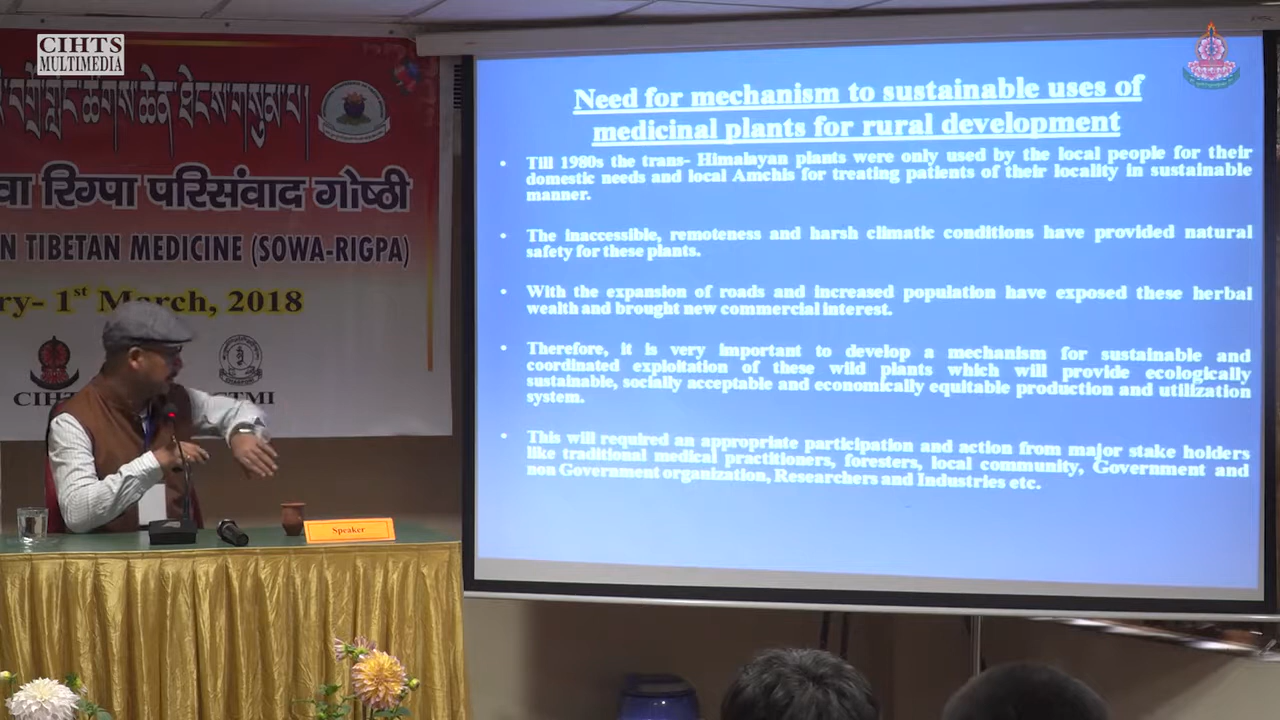 CIHTS
MULTIMEDIA
वा रिग्पा परिसंवाद गोष्ठी
N TIBETAN MEDICINE (SOWA-RIGPA)
1st March, 2018
CIHT
CTMI
Speaker
Need for mechanism to sustainable uses of
medicinal plants for rural development
• Till 1980s the trans- Himalayan plants were only used by the local people for their
domestic needs and local Amchis for treating patients of their locality in sustainable
manner.
• The inaccessible, remoteness and harsh climatic conditions have provided natural
safety for these plants.
• With the expansion of roads and increased population have exposed these herbal
wealth and brought new commercial interest.
• Therefore, it is very important to develop a mechanism for sustainable and
coordinated exploitation of these wild plants which will provide ecologically
sustainable, socially acceptable and economically equitable production and utilization
system.
• This will required an appropriate participation and action from major stake holders
like traditional medical practitioners, foresters, local community, Government and
non Government organization, Researchers and Industries etc.